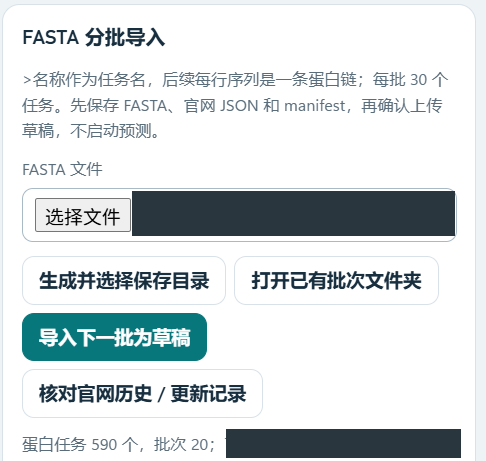 FASTA 分批导入
>名称作为任务名，后续每行序列是一条蛋白链；每批 30 个
任务。先保存 FASTA、官网 JSON 和 manifest，再确认上传
草稿，不启动预测。
FASTA 文件
选择文件
生成并选择保存目录
打开已有批次文件夹
导入下一批为草稿
核对官网历史 / 更新记录
蛋白任务 590 个，批次 20；